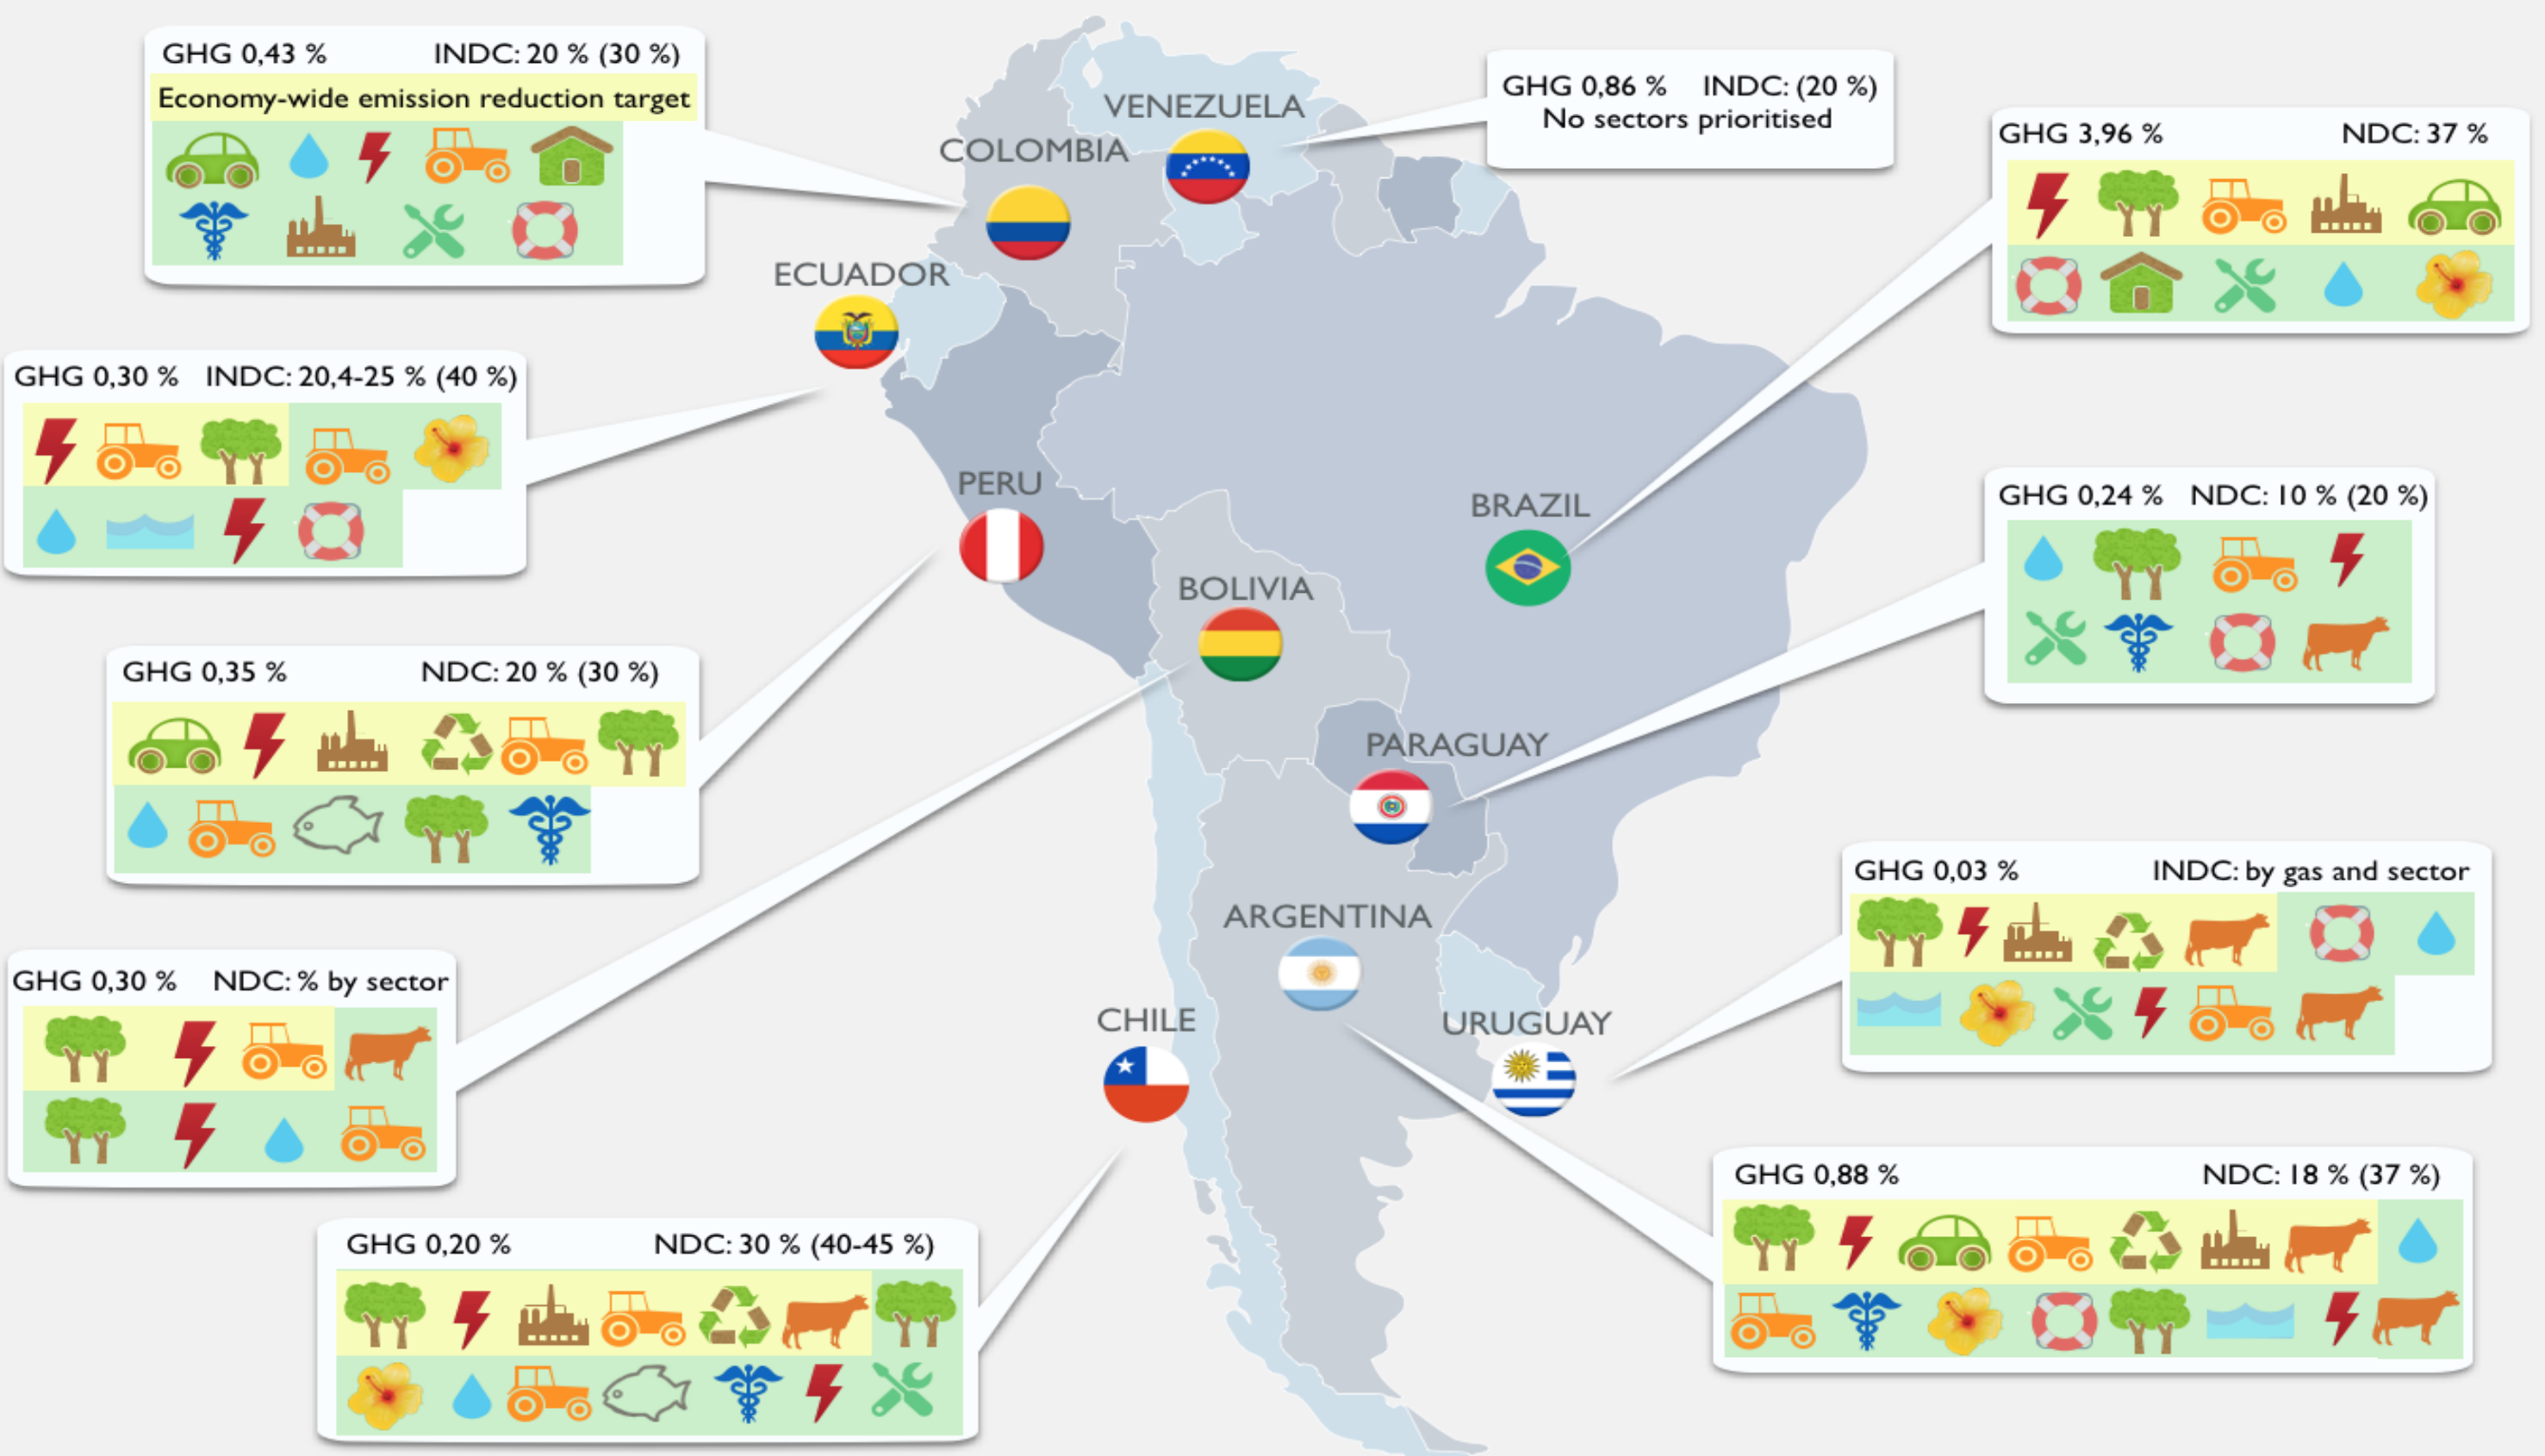 GHG 0,43 % INDC: 20 % (30 %)
Economy-wide emission reduction target
VENEZUELA
COLOMBIA
GHG 0,86 % INDC: (20 %)
No sectors prioritised
GHG 3,96 % NDC: 37 %
ECUADOR
GHG 0,30 % INDC: 20,4-25 % (40 %)
PERU
BRAZIL
GHG 0,24 % NDC: 10 % (20 %)
BOLIVIA
GHG 0,35 % NDC: 20 % (30 %)
PARAGUAY
GHG 0,03 % INDC: by gas and sector
ARGENTINA
GHG 0,30 % NDC: % by sector
CHILE
URUGUAY
GHG 0,88 % NDC: 18 % (37 %)
GHG 0,20 % NDC: 30 % (40-45 %)